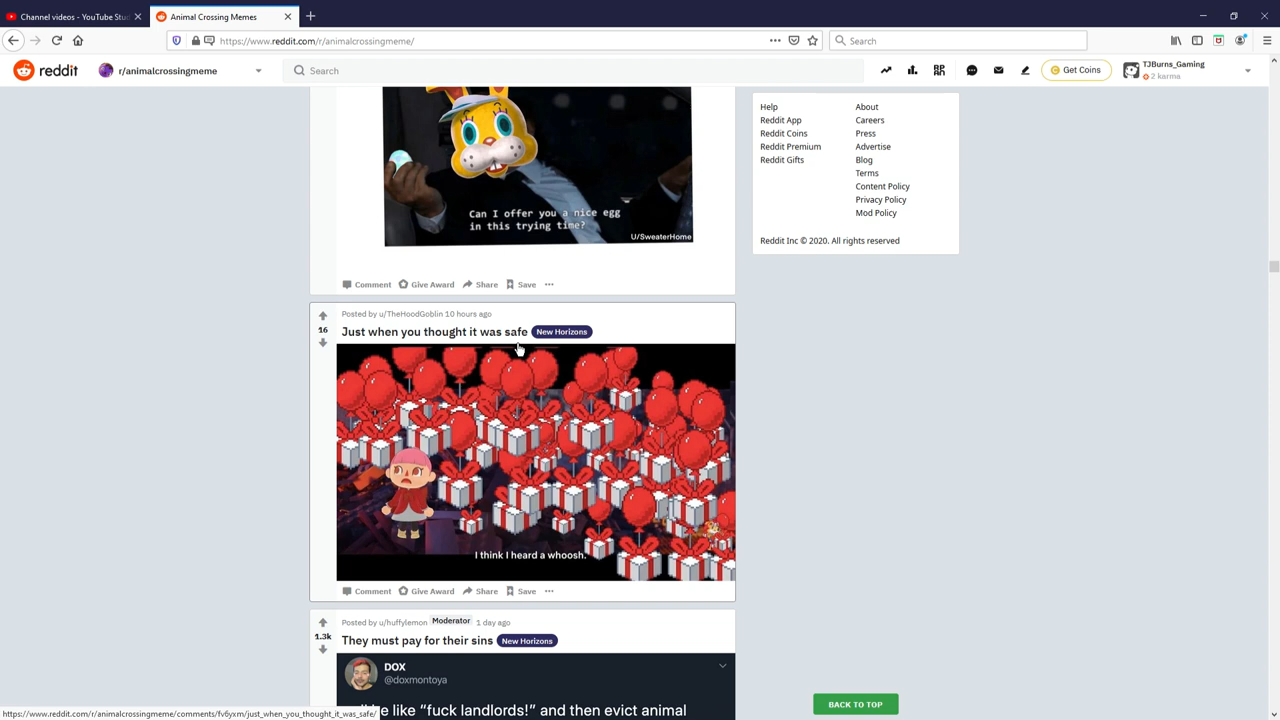 Channel videos - YouTube Stud
Animal Crossing Memes
https://www.reddit.com/r/animalcrossingmeme/
Search
reddit
r/animalcrossingmeme
Search
Get Coins
TJBurns_Gaming
2 karma
Can I offer you a nice egg
in this trying time?
U/SweaterHome
Comment Give Award Share Save
Help About
Reddit App Careers
Reddit Coins Press
Reddit Premium Advertise
Reddit Gifts Blog
Terms
Content Policy
Privacy Policy
Mod Policy
Reddit Inc © 2020. All rights reserved
Posted by u/TheHoodGoblin 10 hours ago
16
Just when you thought it was safe New Horizons
I think I heard a whoosh.
Comment Give Award Share Save
Posted by u/huffylemon Moderator 1 day ago
1.3k
They must pay for their sins New Horizons
DOX
@doxmontoya
be like “fuck landlords!” and then evict animal
BACK TO TOP
https://www.reddit.com/r/animalcrossingmeme/comments/fv6yxm/just_when_you_thought_it_was_safe/